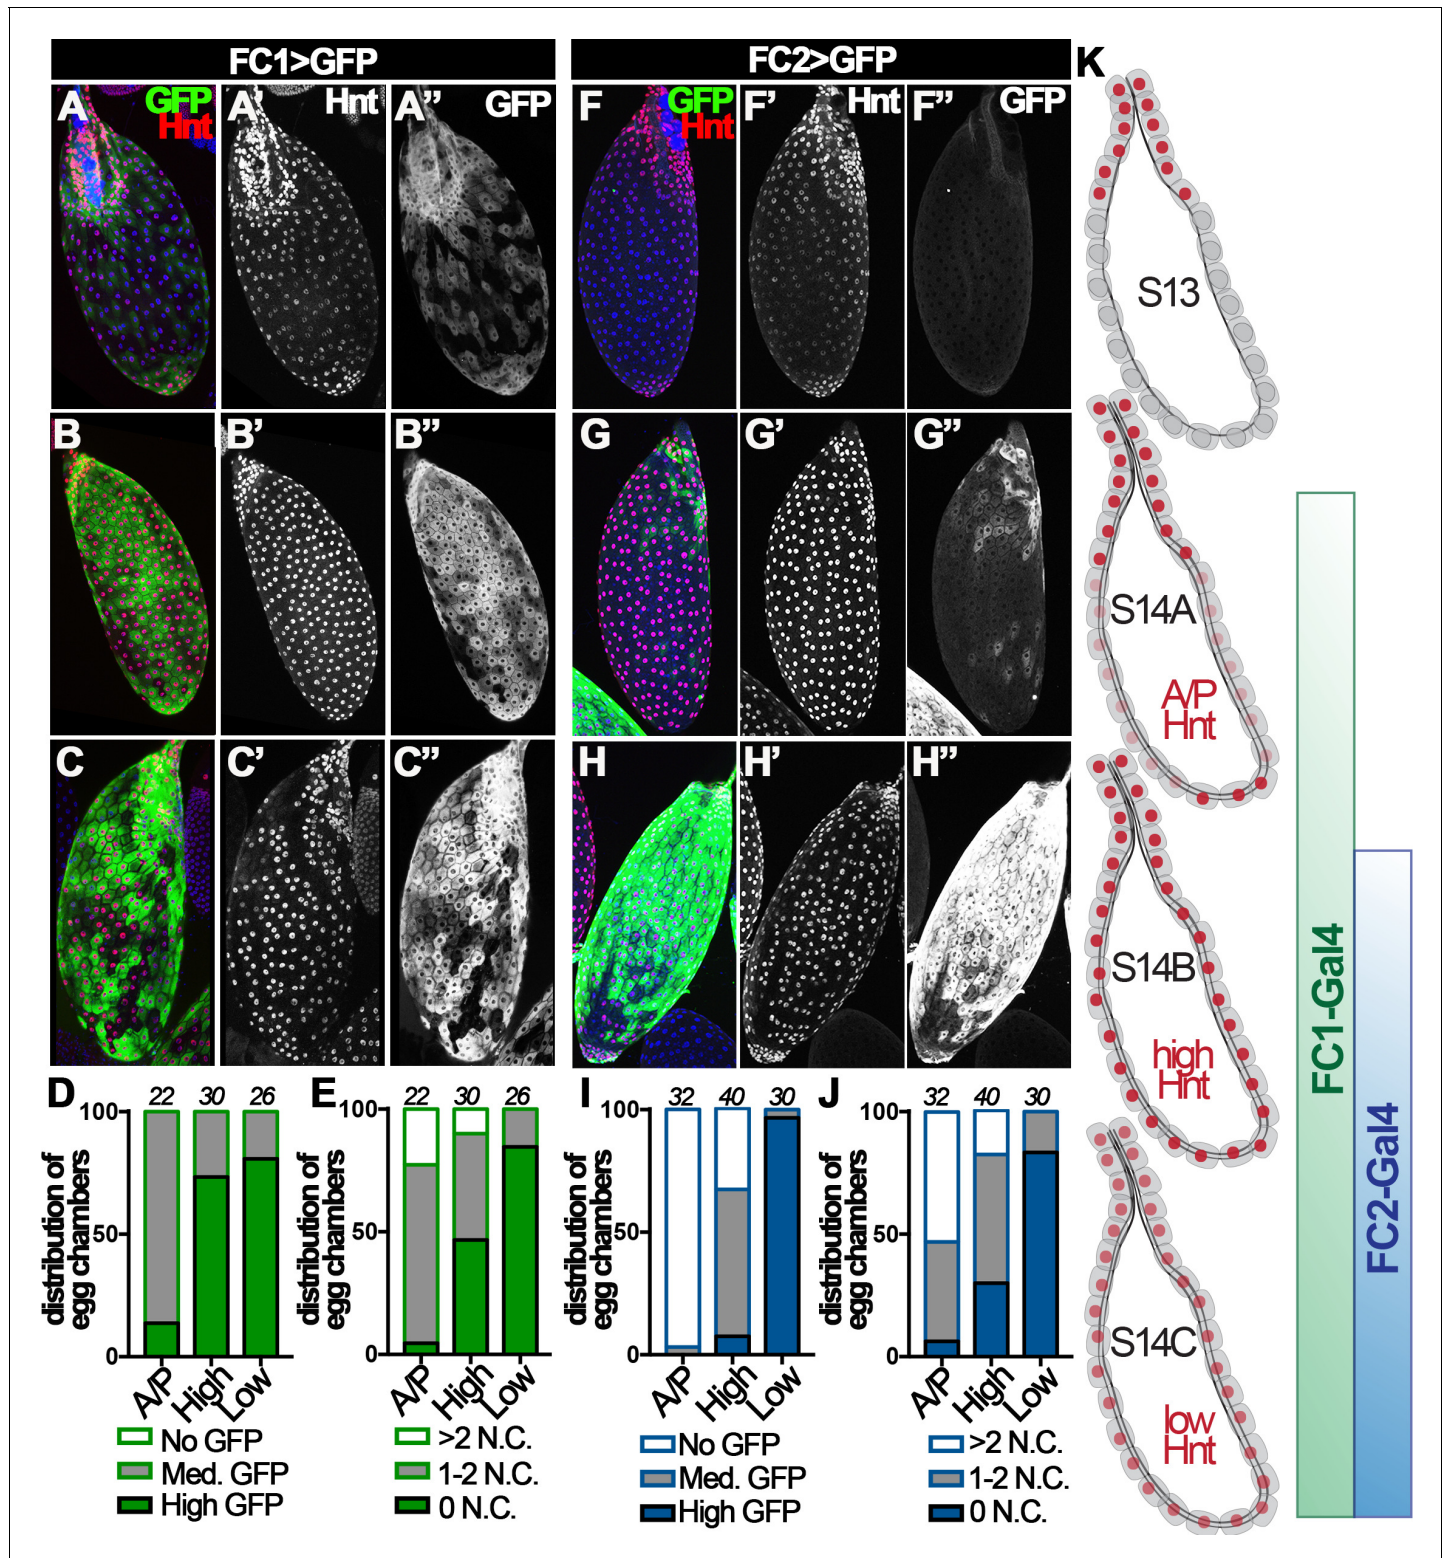 FC1>GFP
FC2>GFP
K
A
GFP
Hnt
A’
Hnt
A”
GFP
F
GFP
Hnt
F’
Hnt
F”
GFP
S13
B
B’
B”
G
G’
G”
S14A
A/P
Hnt
C
C’
C”
H
H’
H”
S14B
high
Hnt
FC1-Gal4
FC2-Gal4
S14C
low
Hnt
D
22 30 26
100
50
0
distribution of
egg chambers
A/P High Low
No GFP
Med. GFP
High GFP
E
22 30 26
100
50
0
distribution of
egg chambers
A/P High Low
>2 N.C.
1-2 N.C.
0 N.C.
I
32 40 30
100
50
0
distribution of
egg chambers
A/P High Low
No GFP
Med. GFP
High GFP
J
32 40 30
100
50
0
distribution of
egg chambers
A/P High Low
>2 N.C.
1-2 N.C.
0 N.C.